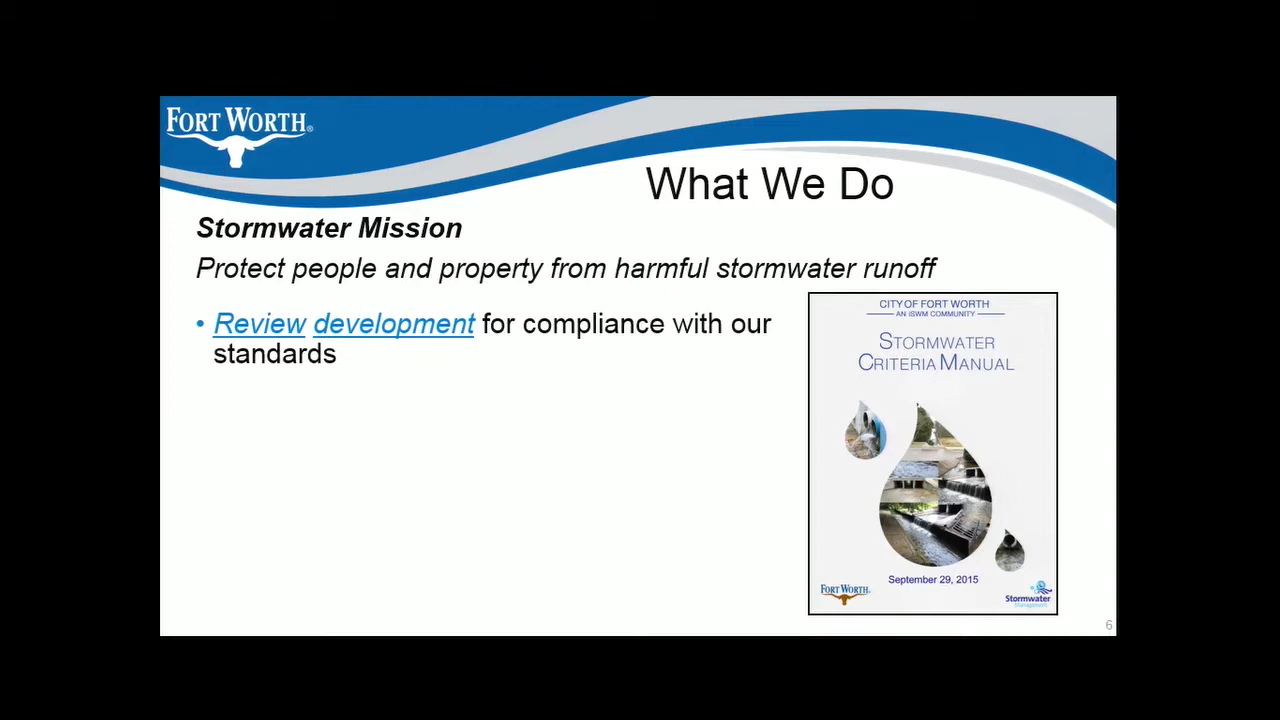 FORT WORTH®
What We Do
Stormwater Mission
Protect people and property from harmful stormwater runoff
• Review development for compliance with our
standards
CITY OF FORT WORTH
AN iSWM COMMUNITY
STORMWATER
CRITERIA MANUAL
September 29, 2015
FORT WORTH®
Stormwater
Management
6